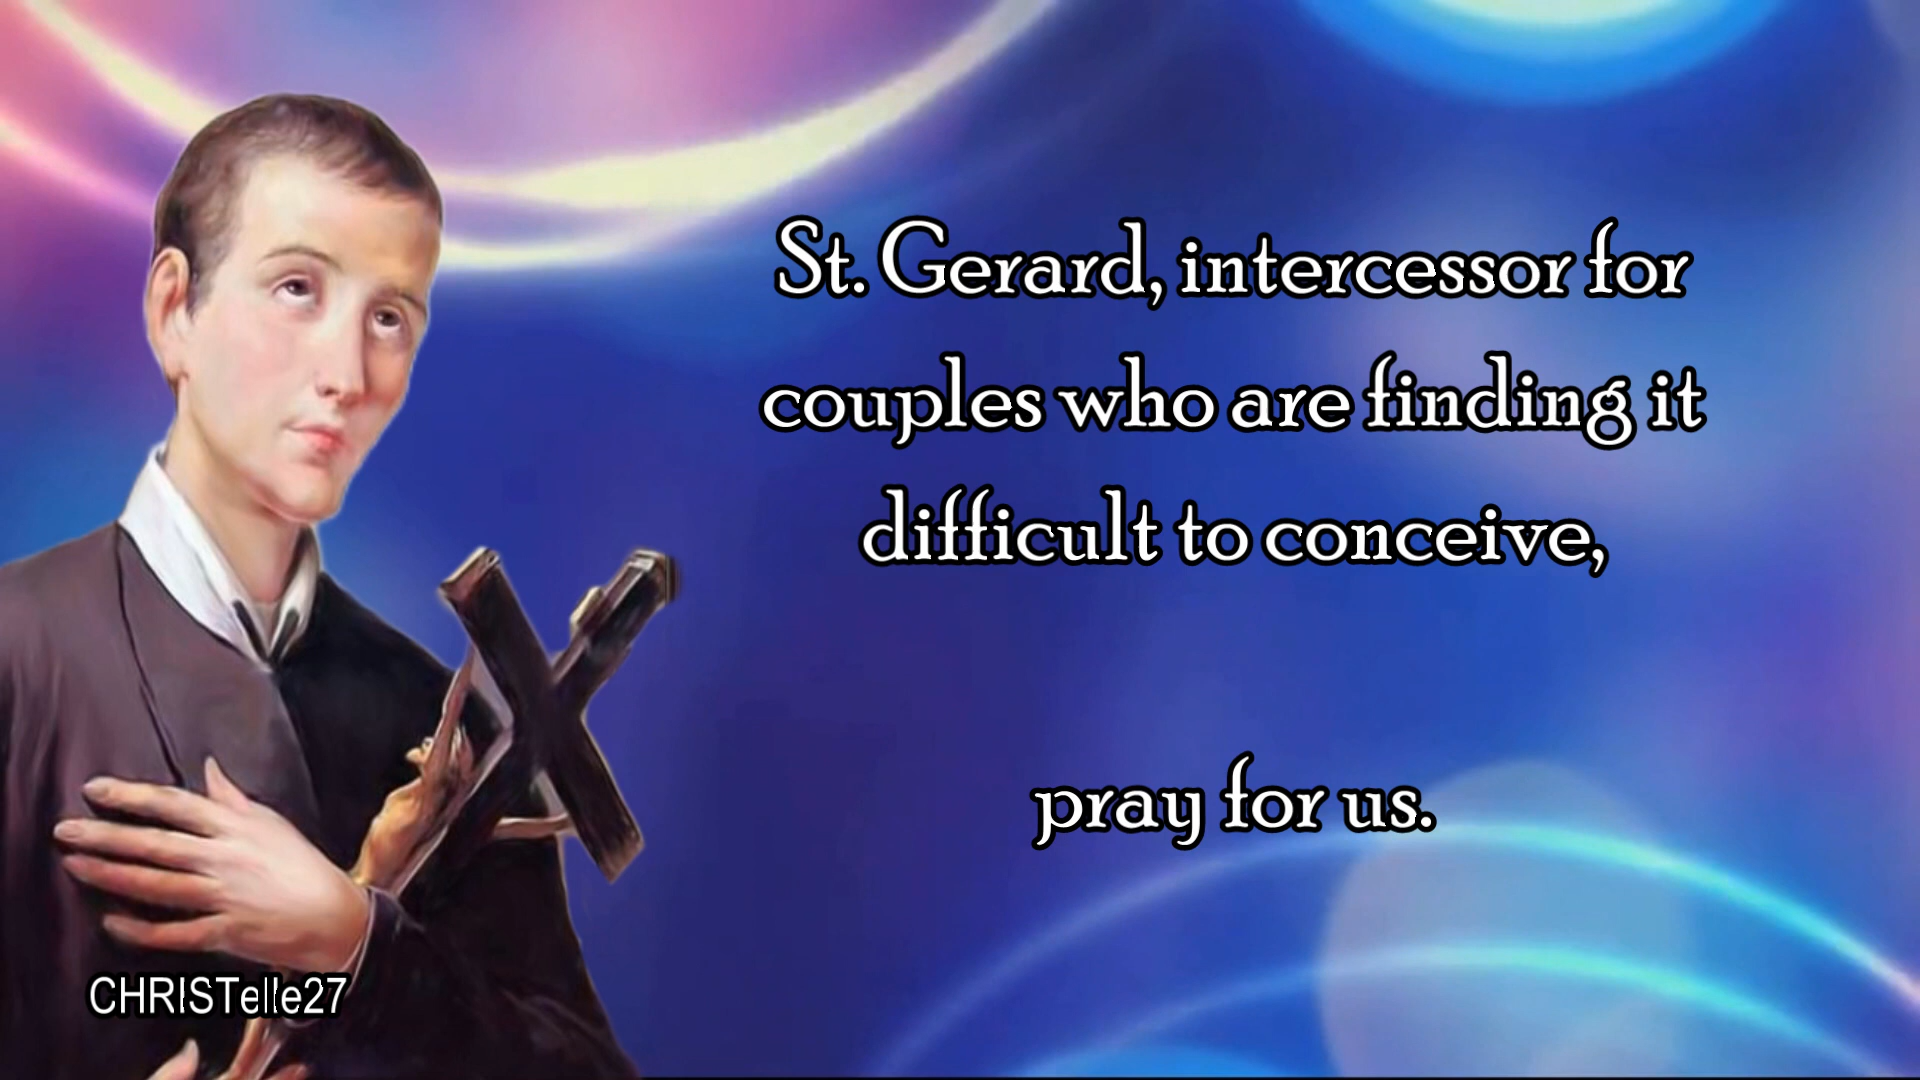 St. Gerard, intercessor for
couples who are finding it
difficult to conceive,
pray for us.
CHRISTelle27